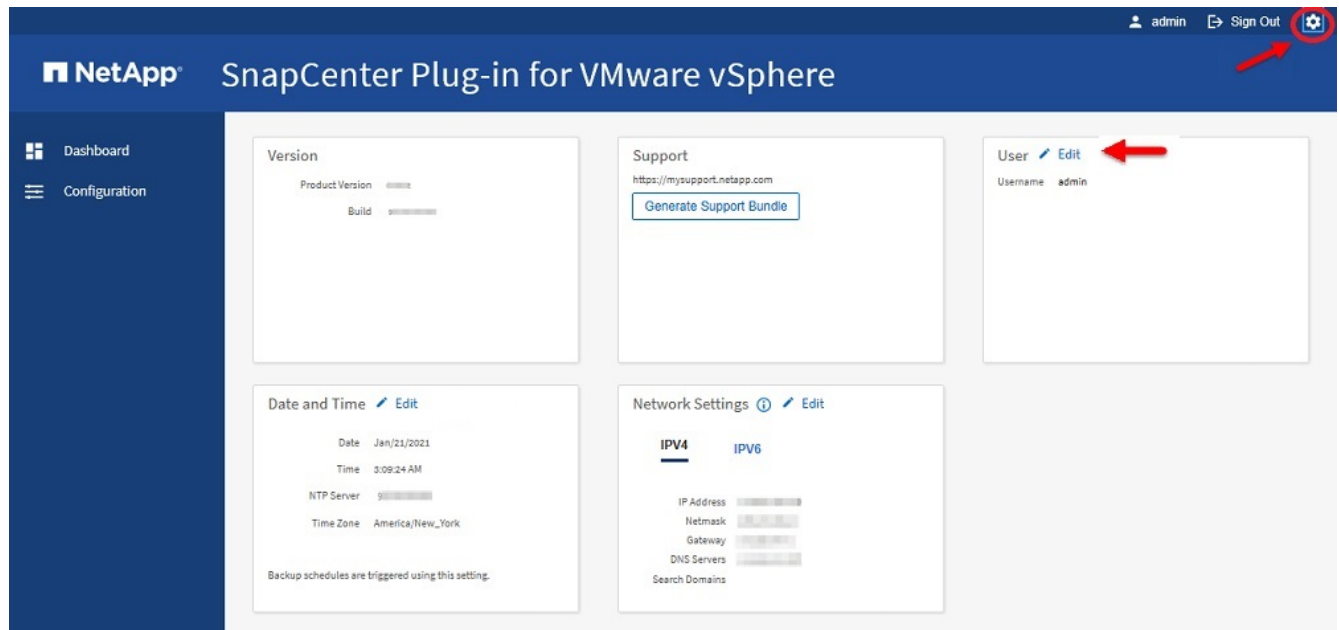 admin Sign Out
NetApp® SnapCenter Plug-in for VMware vSphere
Dashboard
Configuration
Version
Product Version
Build
Support
https://mysupport.netapp.com
Generate Support Bundle
User Edit
Username admin
Date and Time Edit
Date Jan/21/2021
Time 3:09:24 AM
NTP Server
Time Zone America/New_York
Backup schedules are triggered using this setting.
Network Settings Edit
IPV4 IPV6
IP Address
Netmask
Gateway
DNS Servers
Search Domains